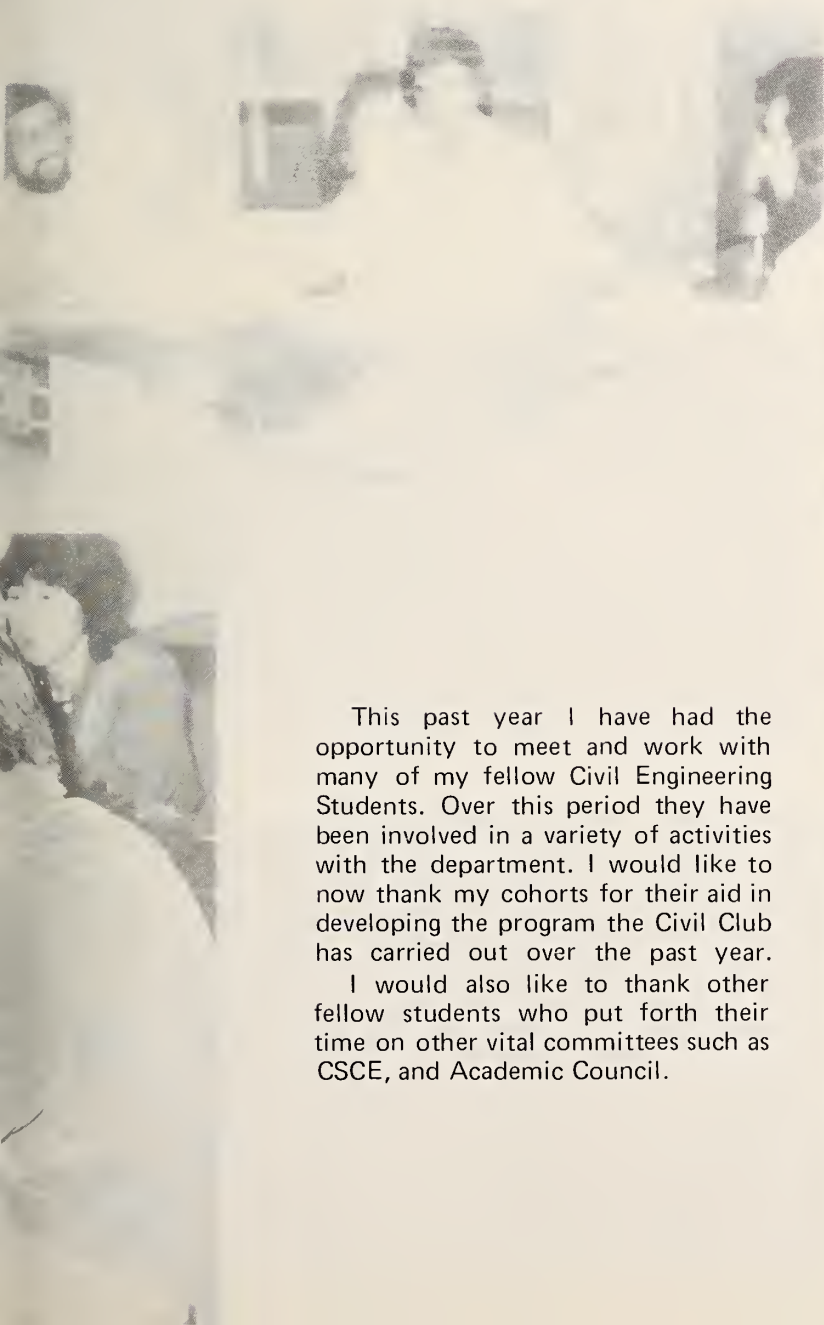 This past year I have had the
opportunity to meet and work with
many of my fellow Civil Engineering
Students. Over this period they have
been involved in a variety of activities
with the department. I would like to
now thank my cohorts for their aid in
developing the program the Civil Club
has carried out over the past year.
I would also like to thank other
fellow students who put forth their
time on other vital committees such as
CSCE, and Academic Council.